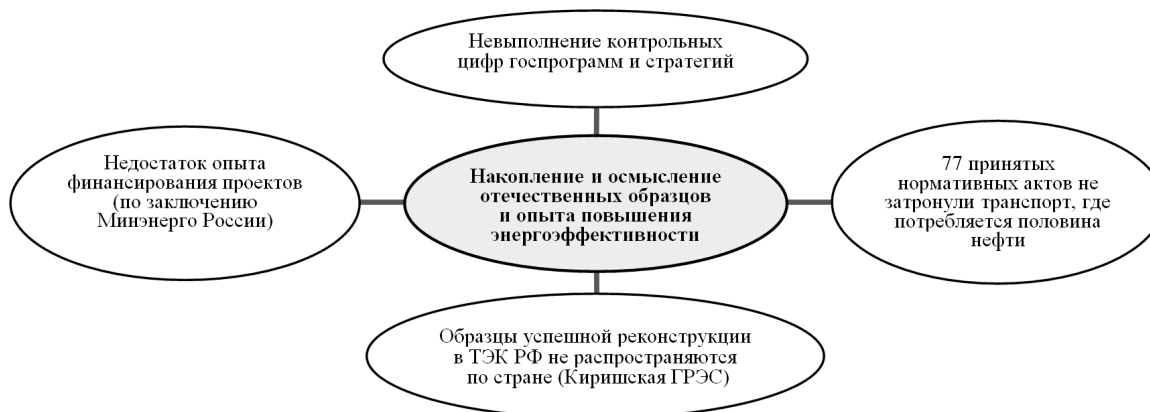 Невыполнение контрольных
цифр госпрограмм и стратегий
Недостаток опыта
финансирования проектов
(по заключению
Минэнерго России)
Накопление и осмысление
отечественных образцов
и опыта повышения
энергоэффективности
77 принятых
нормативных актов не
затронули транспорт, где
потребляется половина
нефти
Образцы успешной реконструкции
в ТЭК РФ не распространяются
по стране (Киришская ГРЭС)